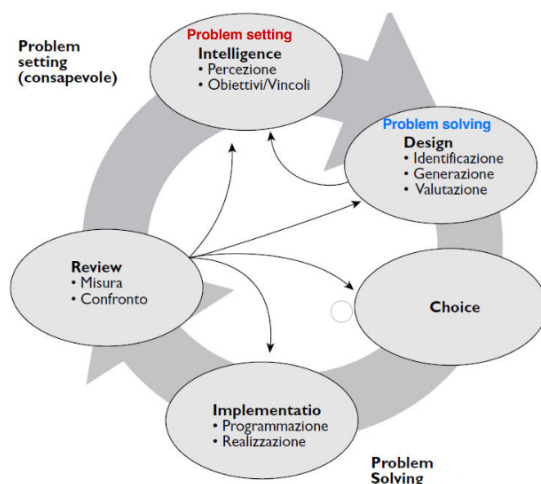 Problem
setting
(consapevole)
Problem setting
Intelligence
• Percezione
• Obiettivi/Vincoli
Problem solving
Design
• Identificazione
• Generazione
• Valutazione
Review
• Misura
• Confronto
Choice
Implementatio
• Programmazione
• Realizzazione
Problem
Solving